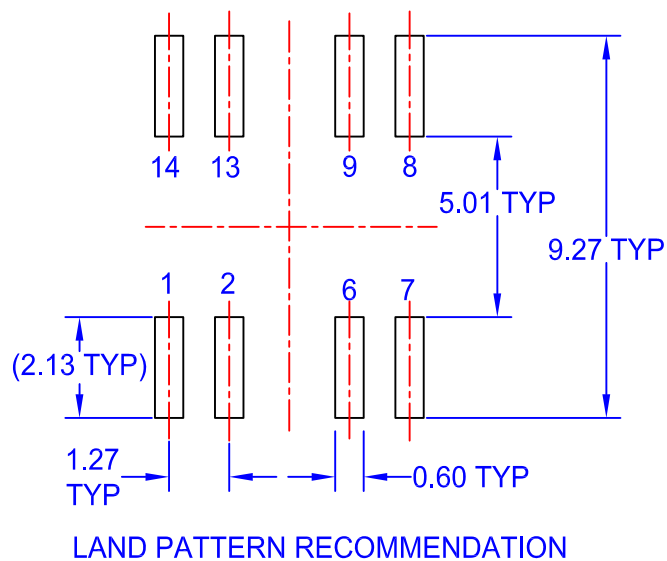 14 13 9 8
5.01 TYP
9.27 TYP
1 2 6 7
(2.13 TYP)
1.27
TYP
0.60 TYP
LAND PATTERN RECOMMENDATION